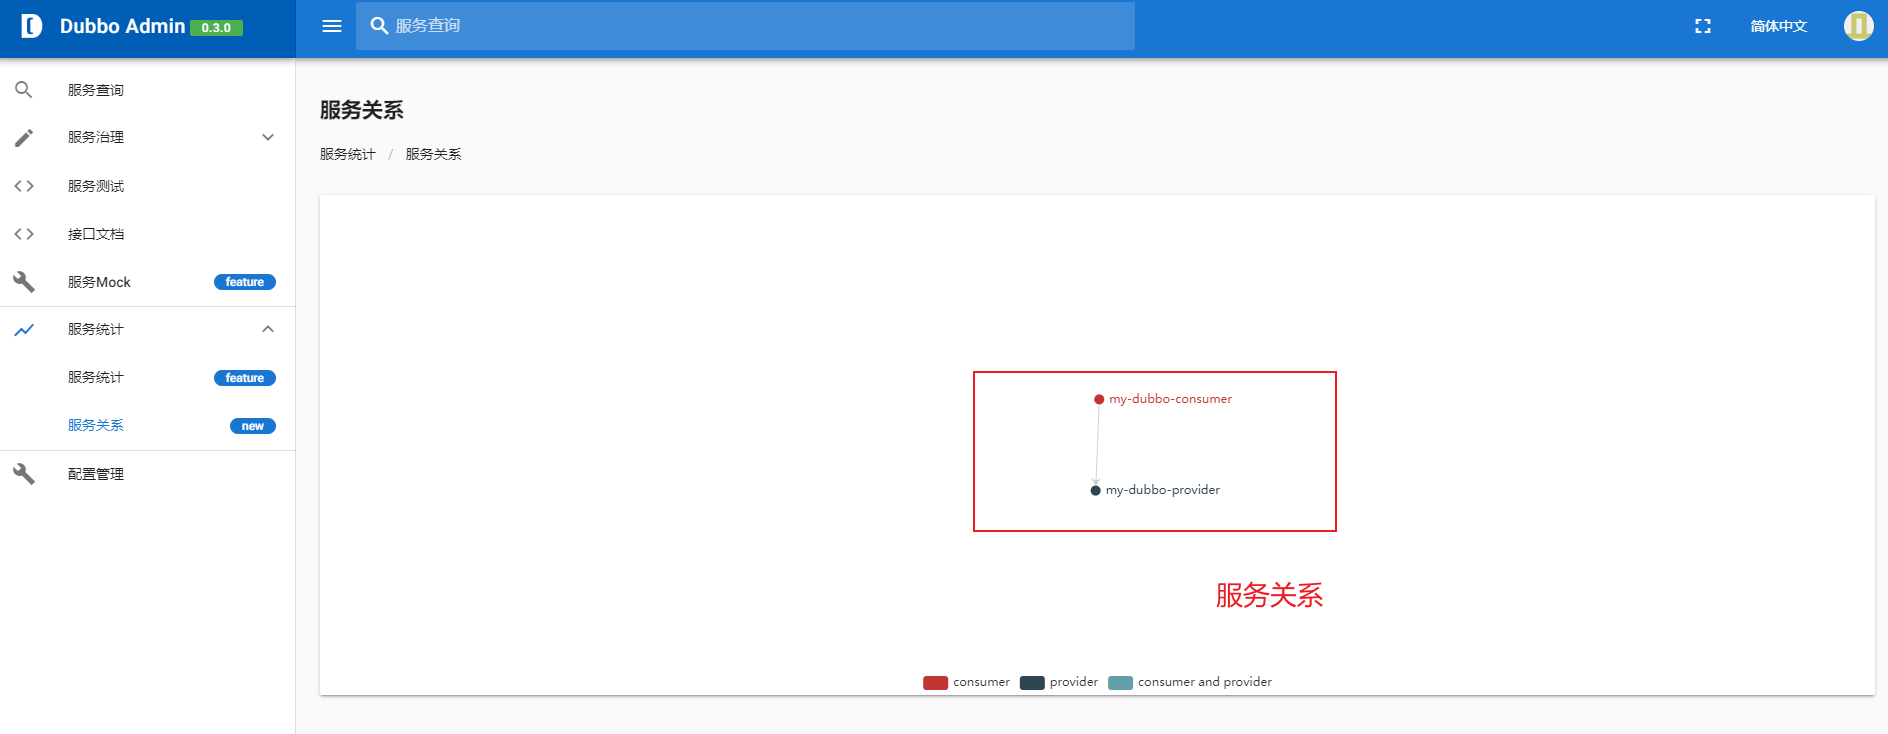 Dubbo Admin 0.3.0
服务查询
简体中文
服务查询
服务治理
服务测试
接口文档
服务Mock feature
服务统计
服务统计 feature
服务关系 new
配置管理
服务关系
服务统计 / 服务关系
my-dubbo-consumer
my-dubbo-provider
服务关系
consumer provider consumer and provider